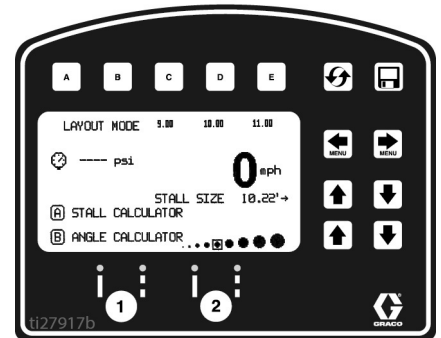 A B C D E
LAYOUT MODE 9.00 10.00 11.00
---- psi
0 mph
MENU MENU
STALL SIZE 10.22'→
A STALL CALCULATOR
B ANGLE CALCULATOR
1 2
GRACO
ti27917b